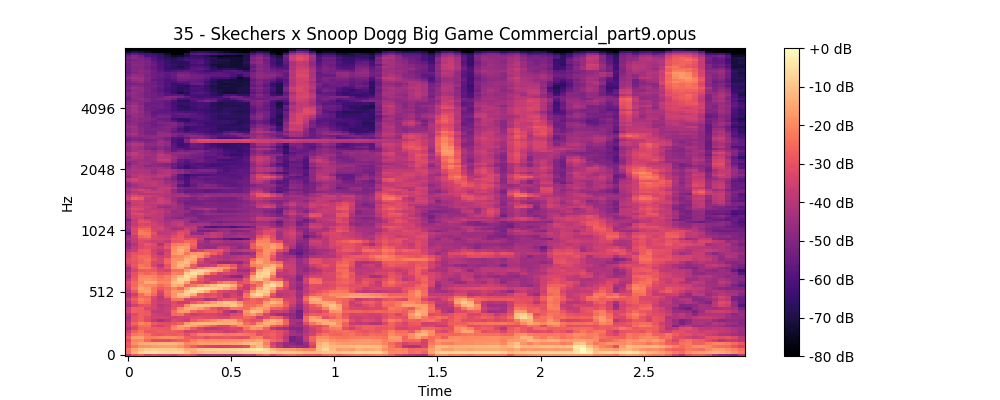 35 - Skechers x Snoop Dogg Big Game Commercial_part9.opus
4096
2048
1024
512
0
Hz
0
0.5
1
1.5
2
2.5
Time
+0 dB
-10 dB
-20 dB
-30 dB
-40 dB
-50 dB
-60 dB
-70 dB
-80 dB